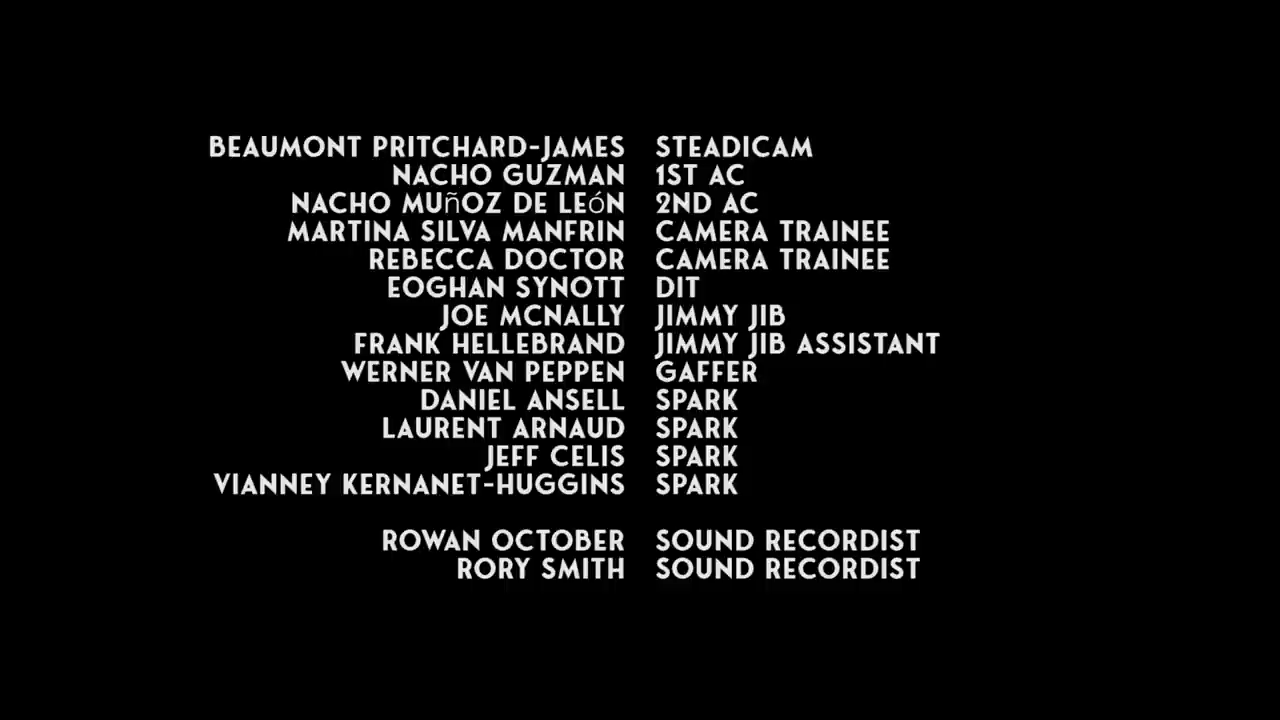 BEAUMONT PRITCHARD-JAMES STEADICAM
NACHO GUZMAN 1ST AC
NACHO MUñOZ DE LEóN 2ND AC
MARTINA SILVA MANFRIN CAMERA TRAINEE
REBECCA DOCTOR CAMERA TRAINEE
EOGHAN SYNOTT DIT
JOE MCNALLY JIMMY JIB
FRANK HELLEBRAND JIMMY JIB ASSISTANT
WERNER VAN PEPPEN GAFFER
DANIEL ANSELL SPARK
LAURENT ARNAUD SPARK
JEFF CELIS SPARK
VIANNEY KERNANET-HUGGINS SPARK
ROWAN OCTOBER SOUND RECORDIST
RORY SMITH SOUND RECORDIST